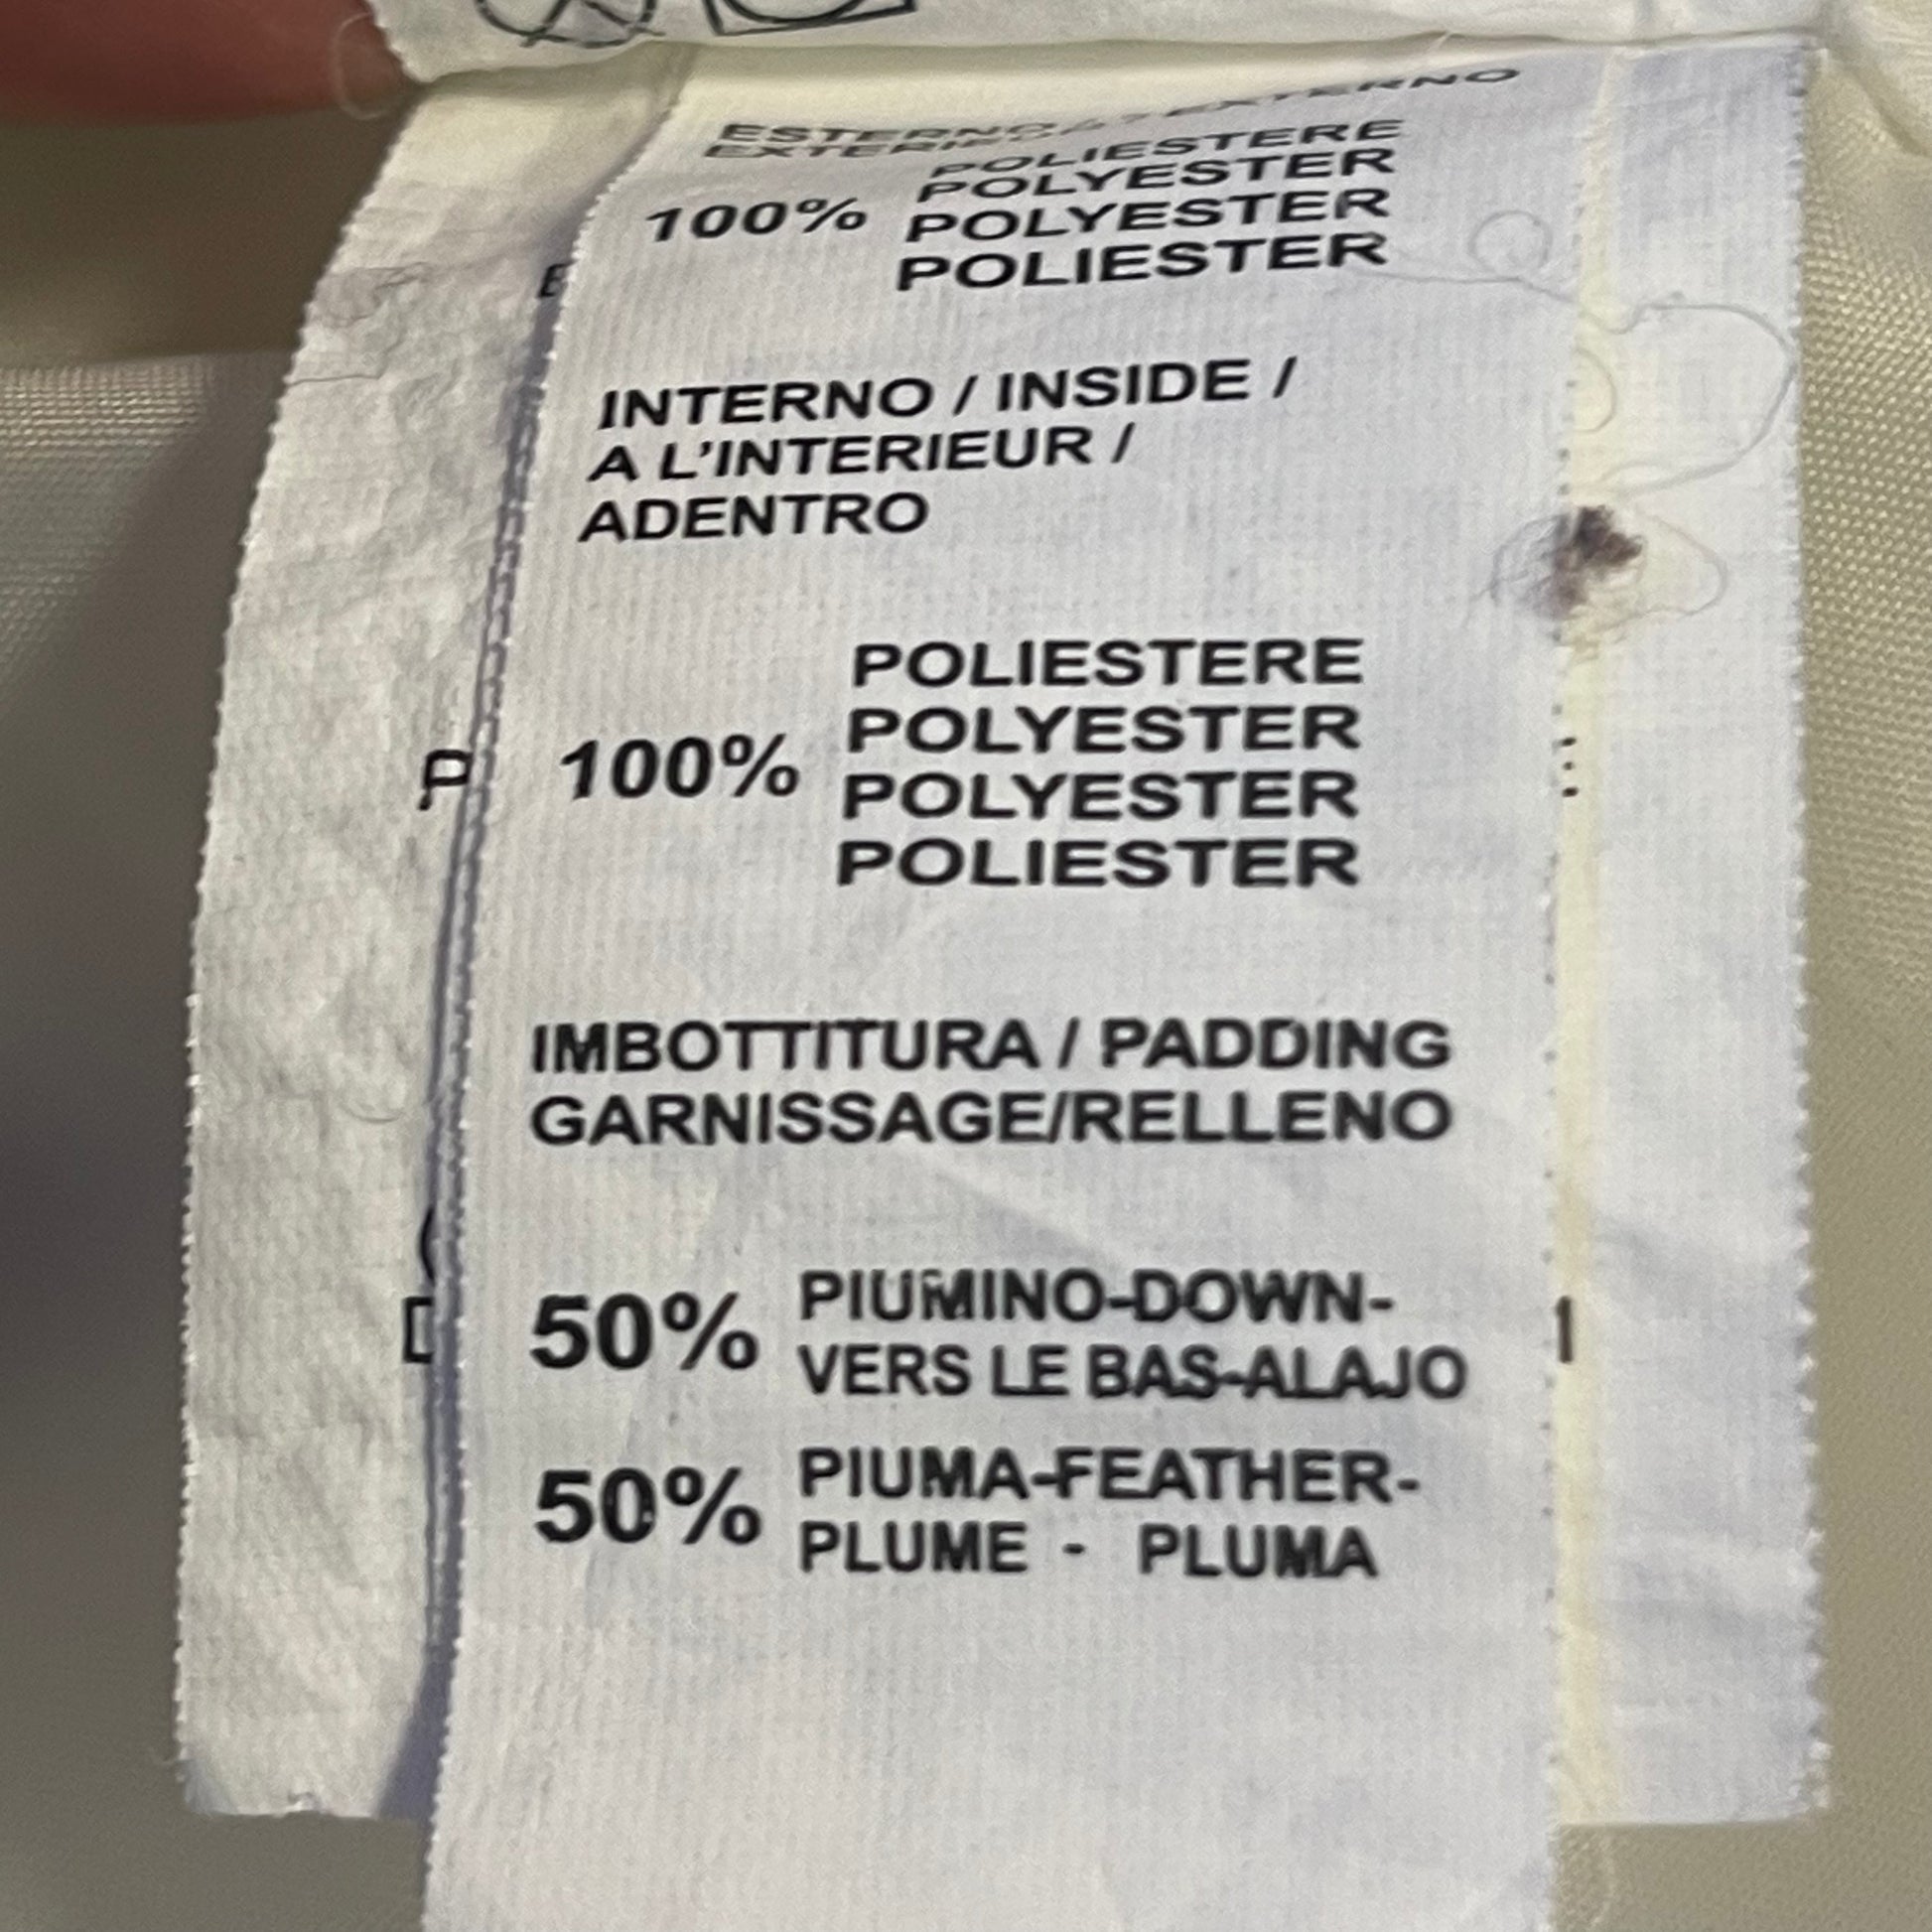 ESTERNO
EXTERNO
100%
POLIESTERE
POLYESTER
POLYESTER
POLIESTER
INTERNO / INSIDE /
A L'INTERIEUR /
ADENTRO
100%
POLIESTERE
POLYESTER
POLYESTER
POLIESTER
IMBOTTITURA / PADDING
GARNISSAGE/RELLENO
50% PIUMINO-DOWN-
VERS LE BAS-ALAJO
50% PIUMA-FEATHER-
PLUME - PLUMA